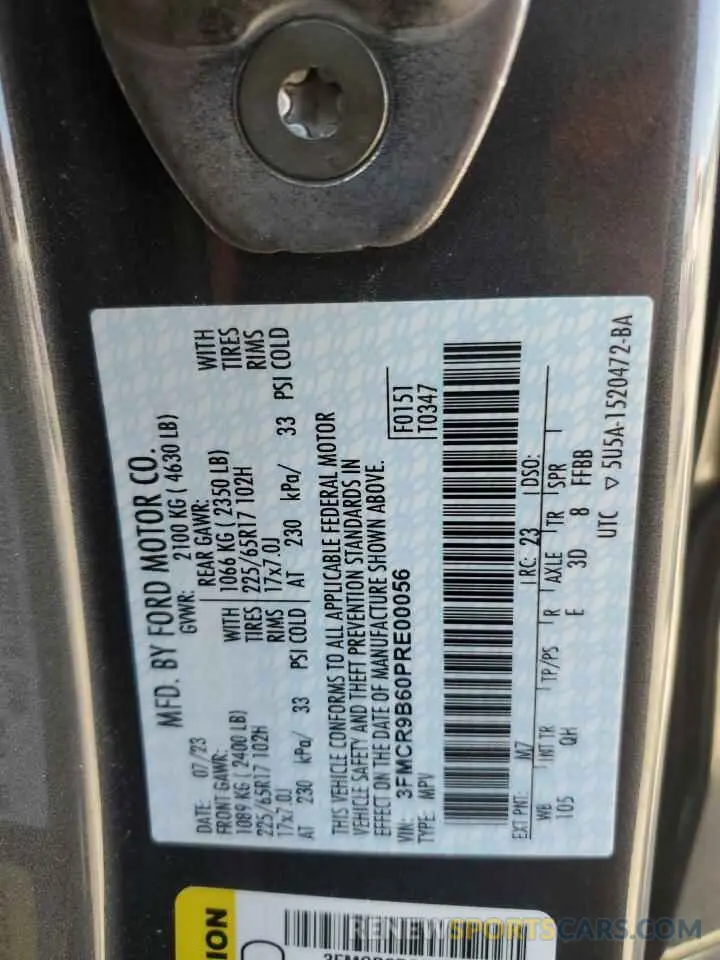 MFD. BY FORD MOTOR CO.
DATE: 07/23 GVWR: 2100 KG ( 4630 LB)
FRONT GAWR: REAR GAWR:
1089 KG ( 2400 LB) WITH 1066 KG ( 2350 LB) WITH
225/65R17 102H TIRES 225/65R17 102H TIRES
17x7.0J RIMS 17x7.0J RIMS
AT 230 kPa/ 33 PSI COLD AT 230 kPa/ 33 PSI COLD
THIS VEHICLE CONFORMS TO ALL APPLICABLE FEDERAL MOTOR
VEHICLE SAFETY AND THEFT PREVENTION STANDARDS IN
EFFECT ON THE DATE OF MANUFACTURE SHOWN ABOVE.
VIN: 3FMCR9B60PRE00056 F0151
TYPE: MPV T0347
EXT PNT: M7 RC: 23 DSO:
WB INT TR TP/PS R AXLE TR SPR
105 QH E 3D 8 FFBB
UTC ▽ 5U5A-1520472-BA
RENEWSPORTSCARS.COM